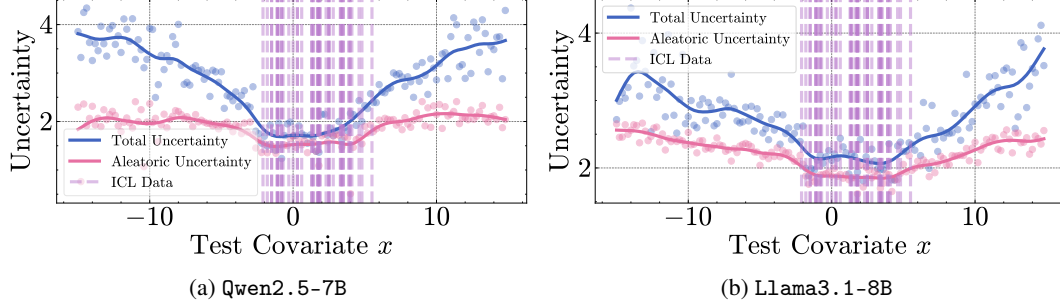 4
2
Uncertainty
Total Uncertainty
Aleatoric Uncertainty
ICL Data
−10
0
10
Test Covariate x
(a) Qwen2.5-7B
4
2
Uncertainty
Total Uncertainty
Aleatoric Uncertainty
ICL Data
−10
0
10
Test Covariate x
(b) Llama3.1-8B